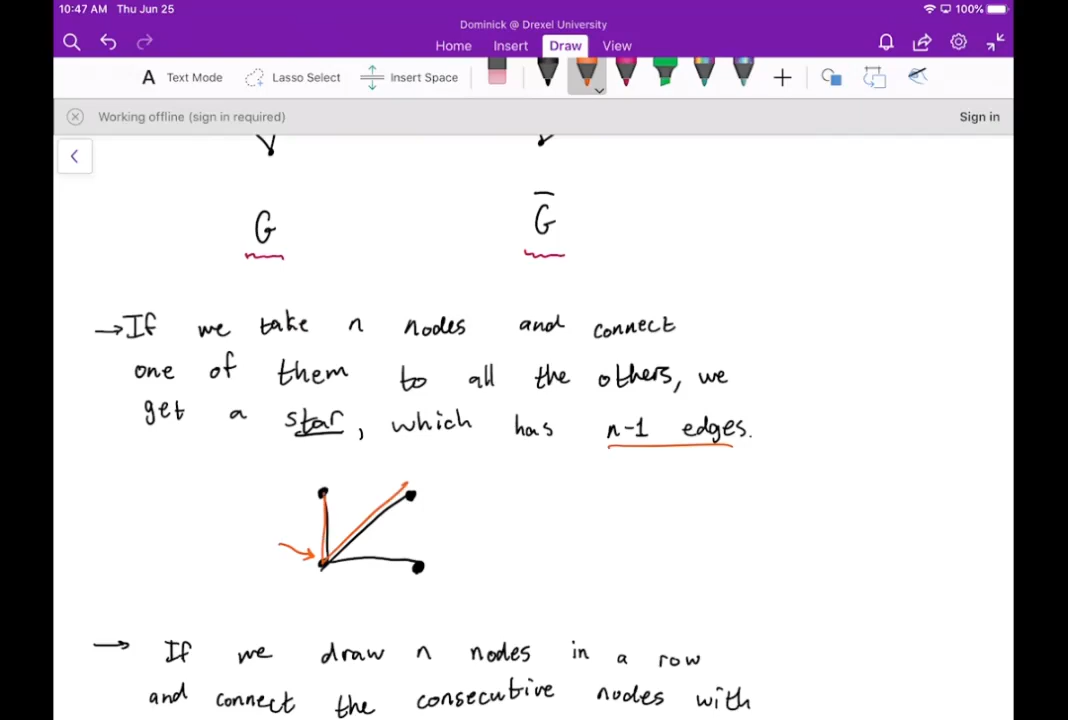 10:47 AM Thu Jun 25
100%
Dominick @ Drexel University
Home Insert Draw View
A Text Mode Lasso Select Insert Space
Working offline (sign in required) Sign in
G G̅
→ If we take n nodes and connect
one of them to all the others, we
get a star, which has n-1 edges.
→ If we draw n nodes in a row
and connect the consecutive nodes with